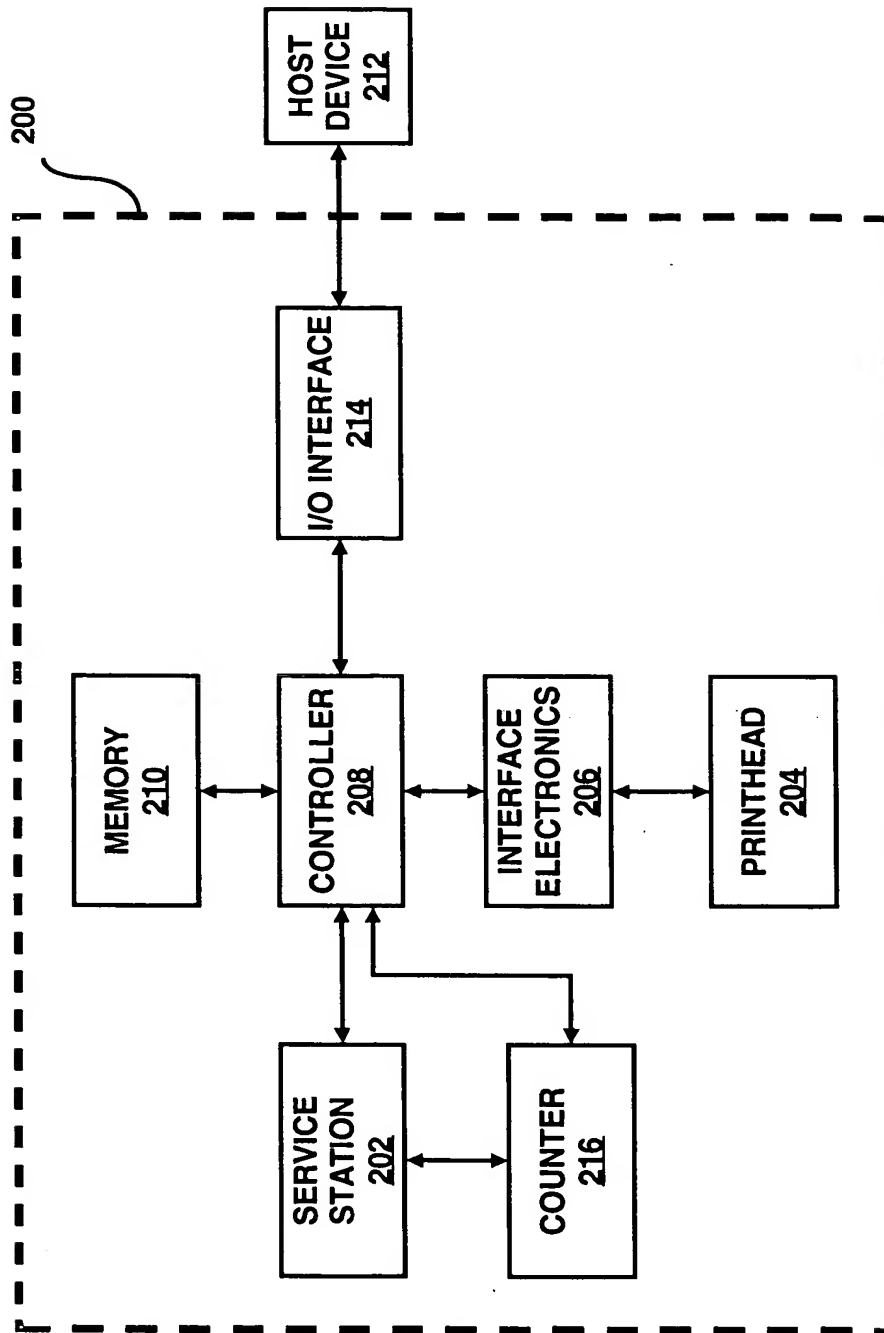 200
MEMORY
210
HOST
DEVICE
212
I/O INTERFACE
214
CONTROLLER
208
SERVICE
STATION
202
INTERFACE
ELECTRONICS
206
COUNTER
216
PRINTHEAD
204